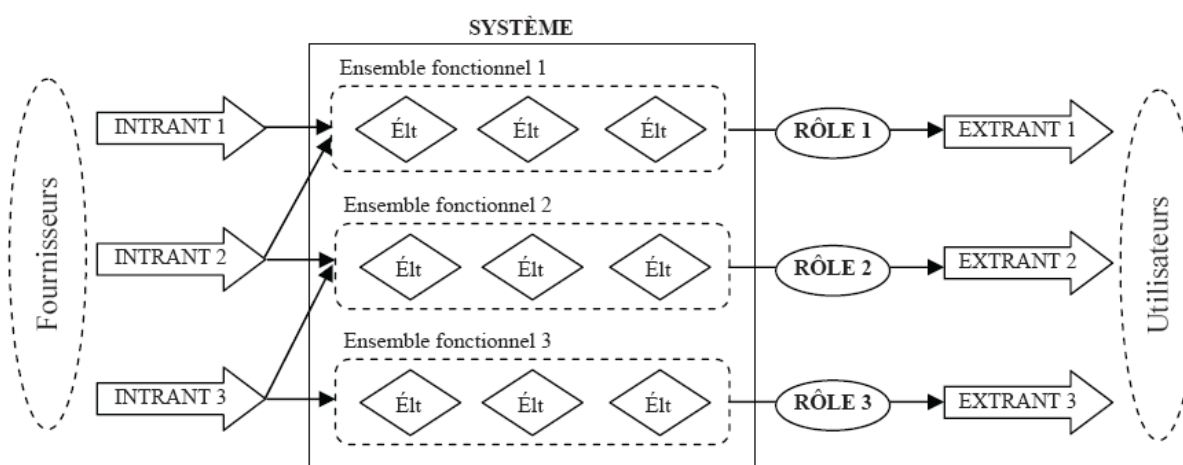 SYSTÈME
Fournisseurs
Utilisateurs
Ensemble fonctionnel 1
INTRANT 1
Élt Élt Élt
RÔLE 1
EXTRANT 1
Ensemble fonctionnel 2
INTRANT 2
Élt Élt Élt
RÔLE 2
EXTRANT 2
Ensemble fonctionnel 3
INTRANT 3
Élt Élt Élt
RÔLE 3
EXTRANT 3